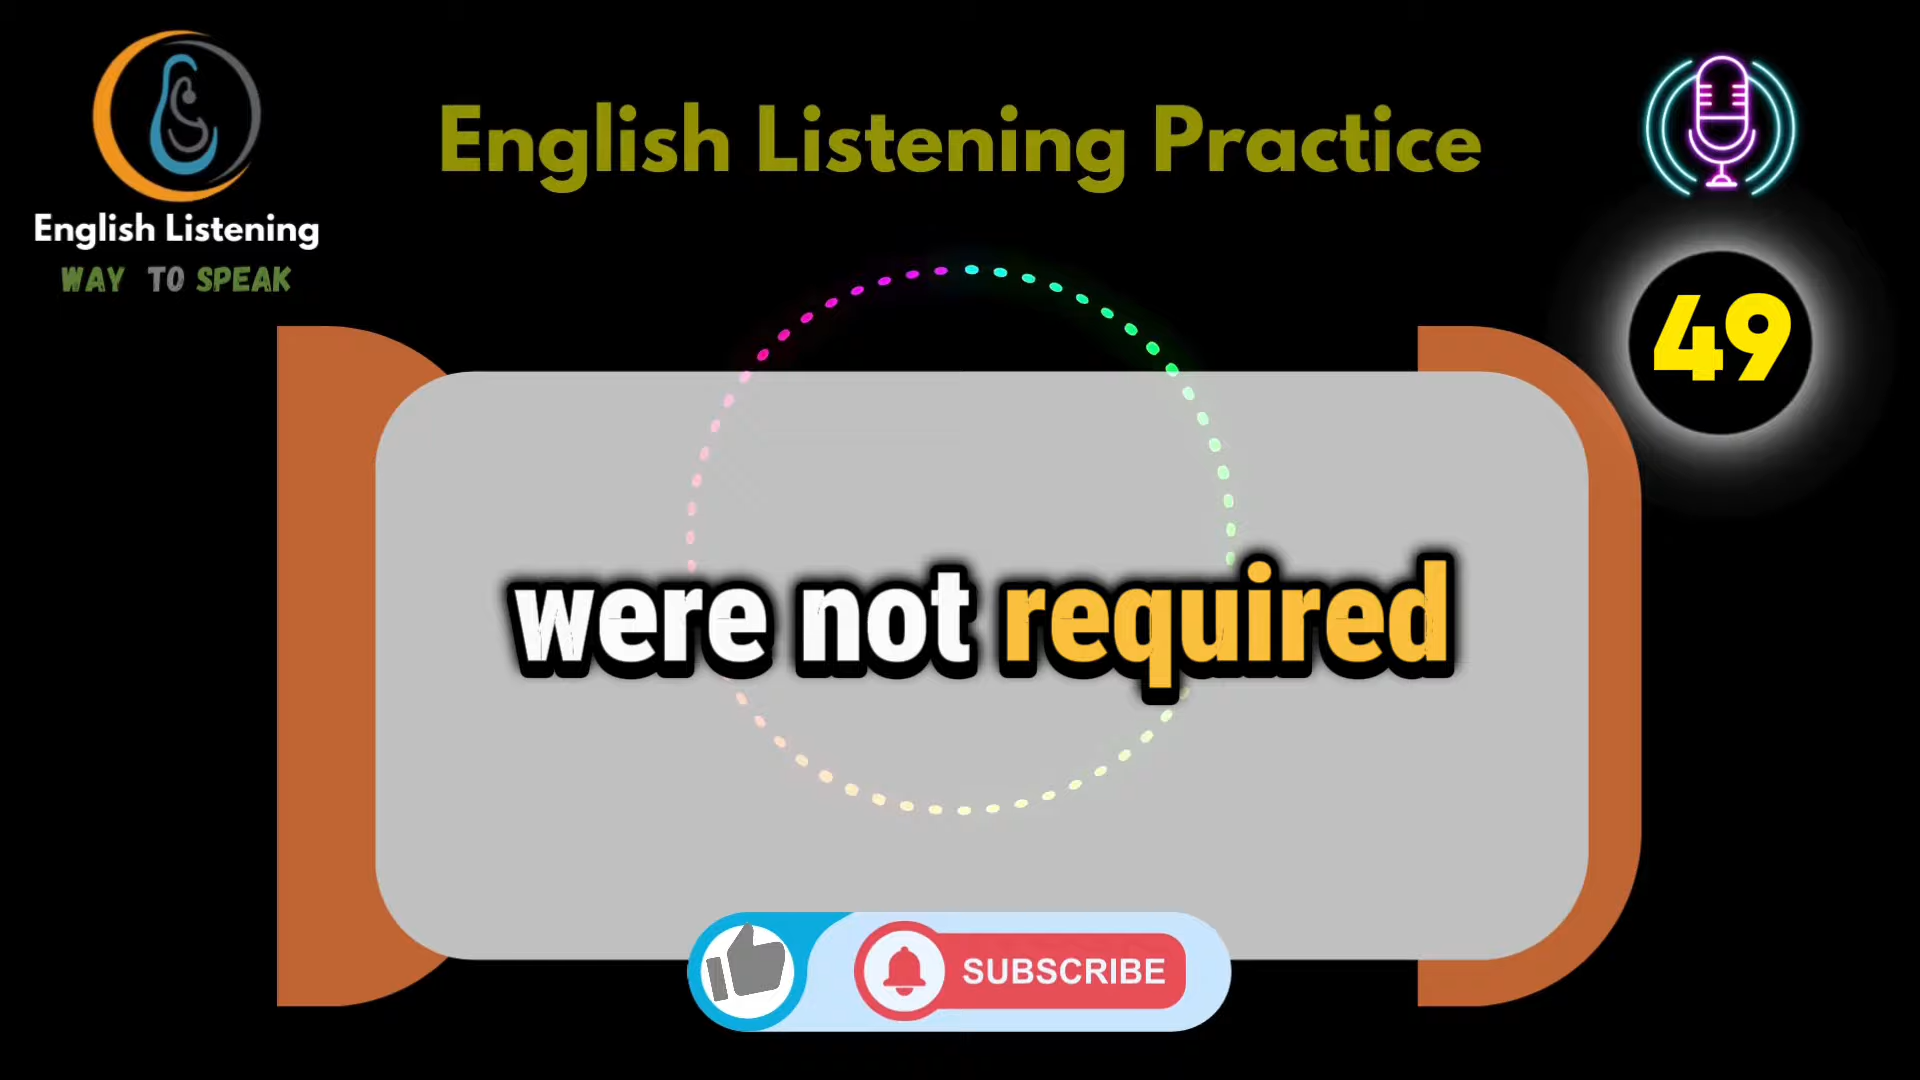 English Listening Practice
English Listening
WAY TO SPEAK
49
were not required
SUBSCRIBE